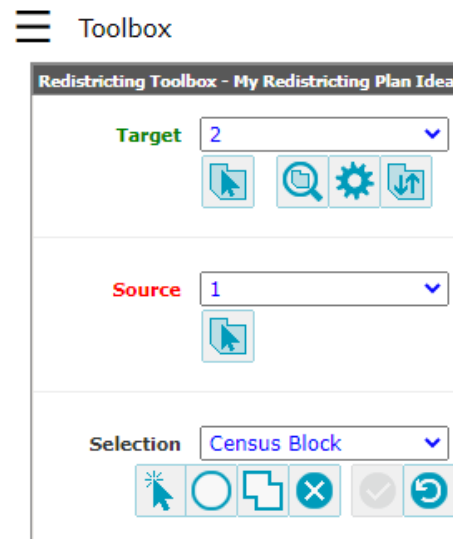 Toolbox
Redistricting Toolbox - My Redistricting Plan Idea
Target 2
Source 1
Selection Census Block